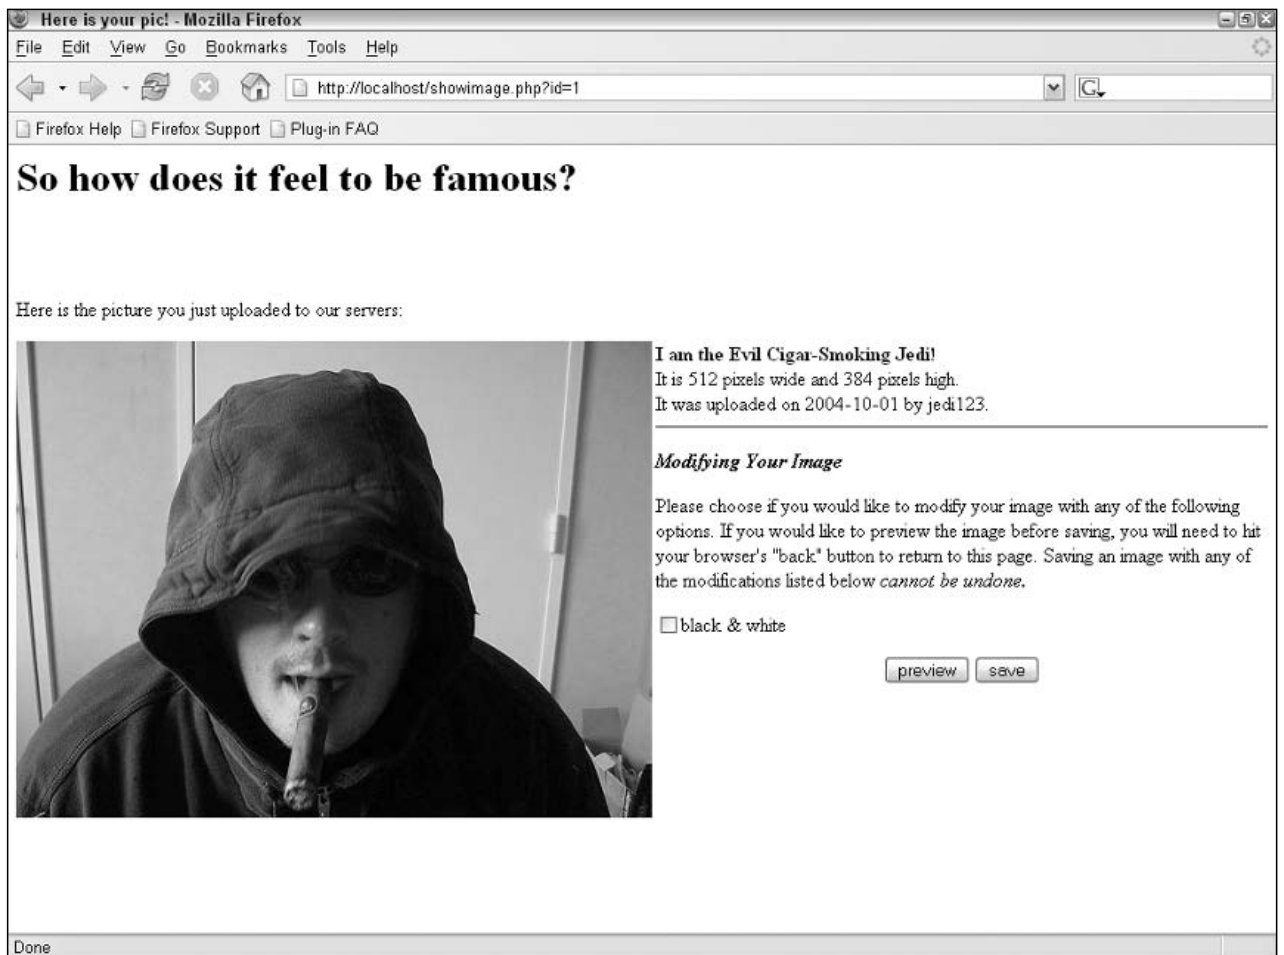 Here is your pic! - Mozilla Firefox
File Edit View Go Bookmarks Tools Help
http://localhost/showimage.php?id=1
G
Firefox Help Firefox Support Plug-in FAQ
So how does it feel to be famous?
Here is the picture you just uploaded to our servers:
I am the Evil Cigar-Smoking Jedi!
It is 512 pixels wide and 384 pixels high.
It was uploaded on 2004-10-01 by jedi123.
Modifying Your Image
Please choose if you would like to modify your image with any of the following
options. If you would like to preview the image before saving, you will need to hit
your browser's "back" button to return to this page. Saving an image with any of
the modifications listed below cannot be undone.
black & white
preview save
Done